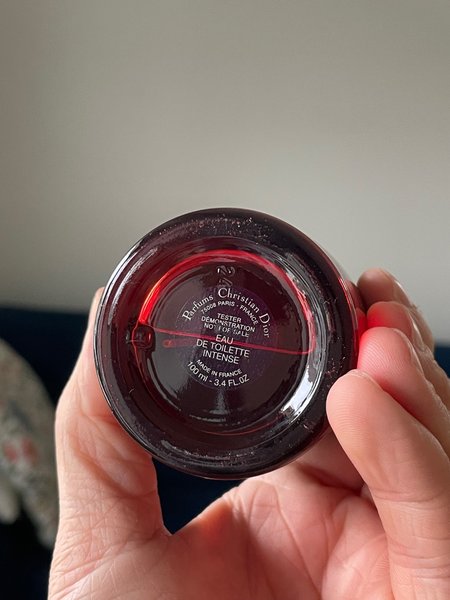 Parfums Christian Dior
75008 PARIS · FRANCE
TESTER
DEMONSTRATION
NOT FOR SALE
EAU
DE TOILETTE
INTENSE
MADE IN FRANCE
100 ml - 3.4 FL.OZ